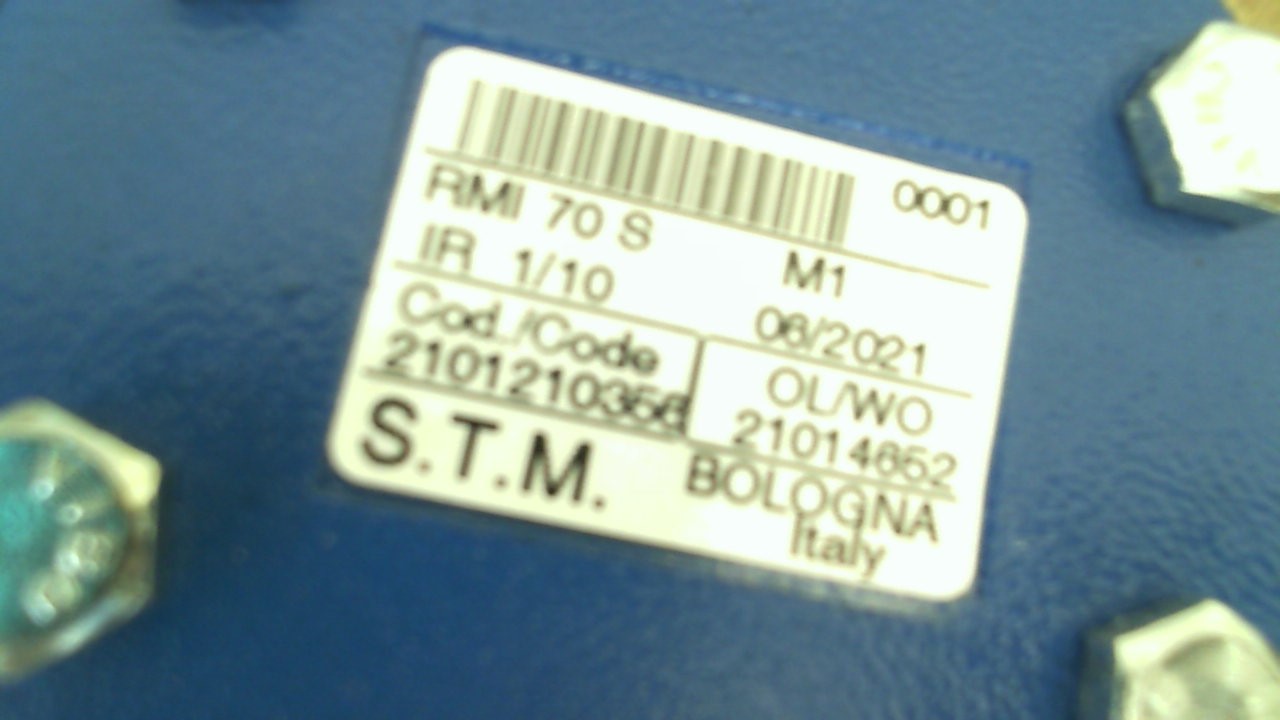 0001
RMI 70 S M1
IR 1/10 06/2021
Cod./Code OL/WO
2101210356 21014652
S.T.M. BOLOGNA
Italy